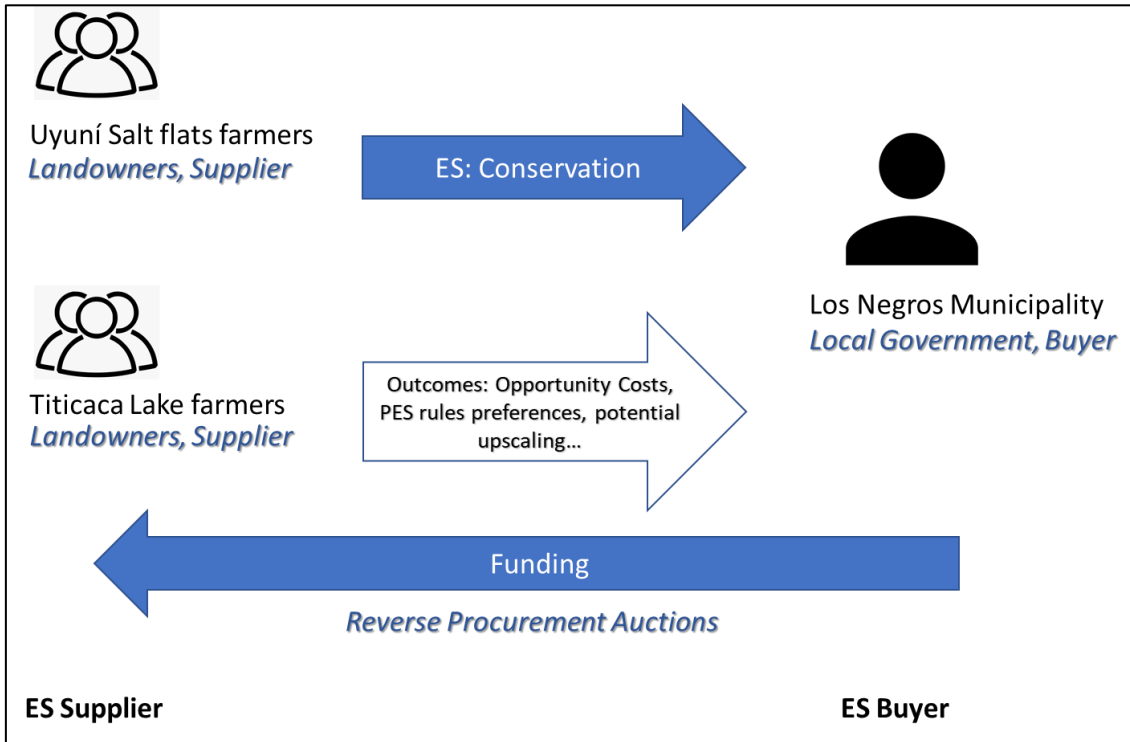 Uyuní Salt flats farmers
Landowners, Supplier
ES: Conservation
Los Negros Municipality
Local Government, Buyer
Titicaca Lake farmers
Landowners, Supplier
Outcomes: Opportunity Costs,
PES rules preferences, potential
upscaling...
Funding
Reverse Procurement Auctions
ES Supplier
ES Buyer